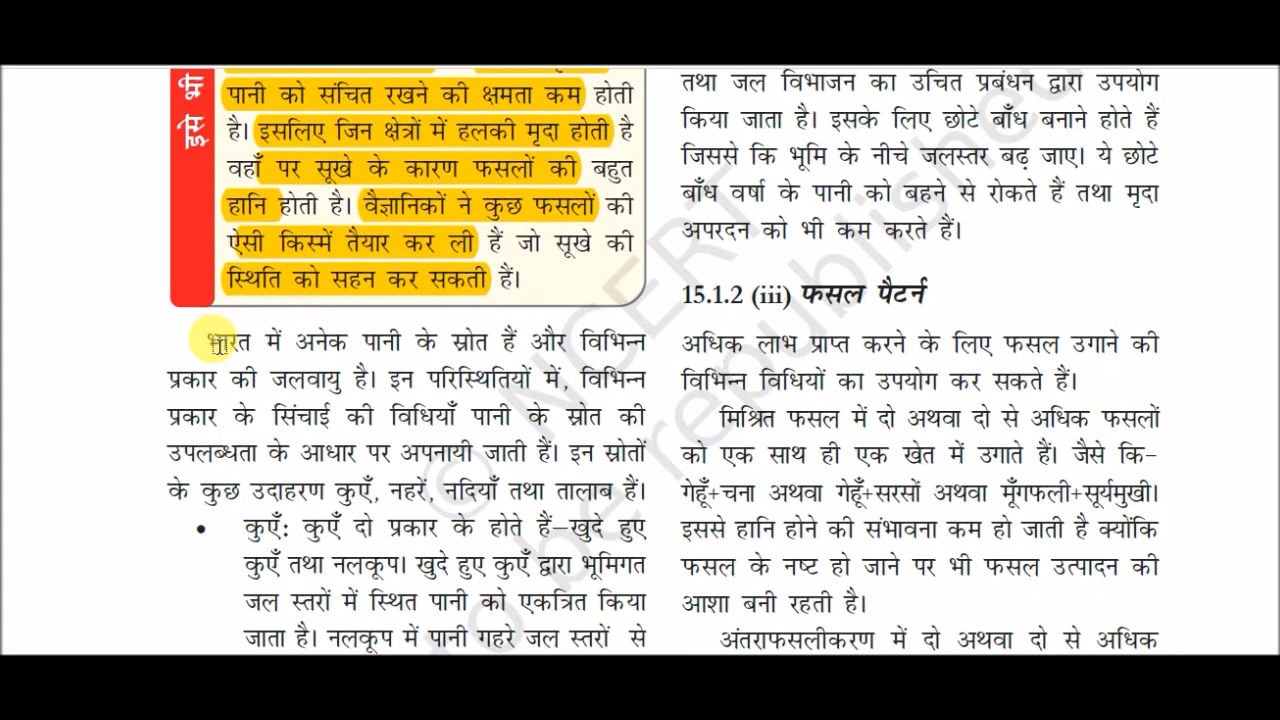 इसे भी
पानी को संचित रखने की क्षमता कम होती
है। इसलिए जिन क्षेत्रों में हलकी मृदा होती है
वहाँ पर सूखे के कारण फसलों की बहुत
हानि होती है। वैज्ञानिकों ने कुछ फसलों की
ऐसी किस्में तैयार कर ली हैं जो सूखे की
स्थिति को सहन कर सकती हैं।
भारत में अनेक पानी के स्रोत हैं और विभिन्न
प्रकार की जलवायु है। इन परिस्थितियों में, विभिन्न
प्रकार के सिंचाई की विधियाँ पानी के स्रोत की
उपलब्धता के आधार पर अपनायी जाती हैं। इन स्रोतों
के कुछ उदाहरण कुएँ, नहरें, नदियाँ तथा तालाब हैं।
• कुएँ: कुएँ दो प्रकार के होते हैं–खुदे हुए
कुएँ तथा नलकूप। खुदे हुए कुएँ द्वारा भूमिगत
जल स्तरों में स्थित पानी को एकत्रित किया
जाता है। नलकूप में पानी गहरे जल स्तरों से
तथा जल विभाजन का उचित प्रबंधन द्वारा उपयोग
किया जाता है। इसके लिए छोटे बाँध बनाने होते हैं
जिससे कि भूमि के नीचे जलस्तर बढ़ जाए। ये छोटे
बाँध वर्षा के पानी को बहने से रोकते हैं तथा मृदा
अपरदन को भी कम करते हैं।
15.1.2 (iii) फसल पैटर्न
अधिक लाभ प्राप्त करने के लिए फसल उगाने की
विभिन्न विधियों का उपयोग कर सकते हैं।
मिश्रित फसल में दो अथवा दो से अधिक फसलों
को एक साथ ही एक खेत में उगाते हैं। जैसे कि–
गेहूँ+चना अथवा गेहूँ+सरसों अथवा मूँगफली+सूर्यमुखी।
इससे हानि होने की संभावना कम हो जाती है क्योंकि
फसल के नष्ट हो जाने पर भी फसल उत्पादन की
आशा बनी रहती है।
अंतराफसलीकरण में दो अथवा दो से अधिक
© NCERT
to be republished